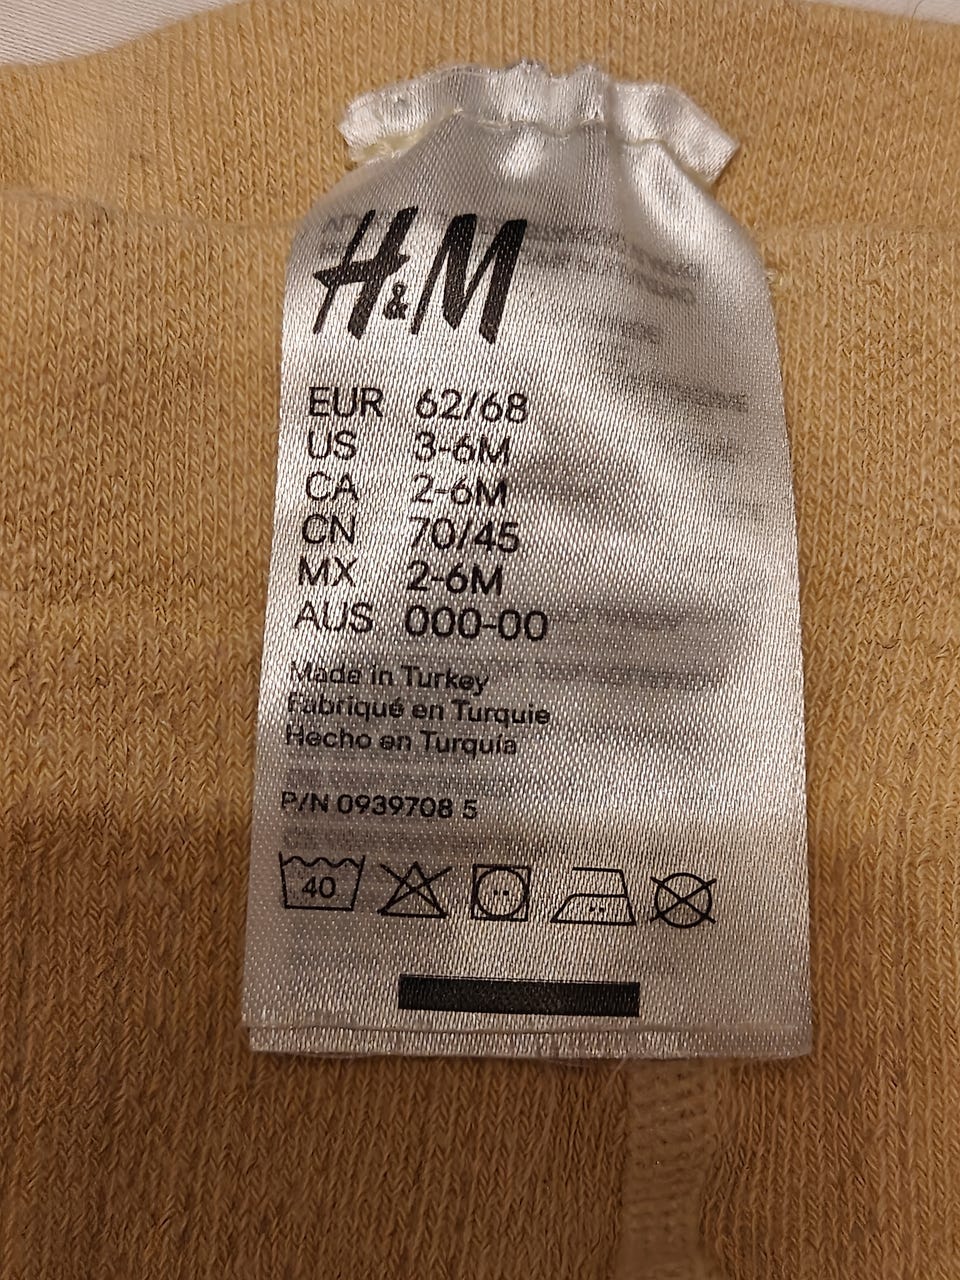 H&M
EUR 62/68
US 3-6M
CA 2-6M
CN 70/45
MX 2-6M
AUS 000-00
Made in Turkey
Fabriqué en Turquie
Hecho en Turquía
P/N 0939708 5
40